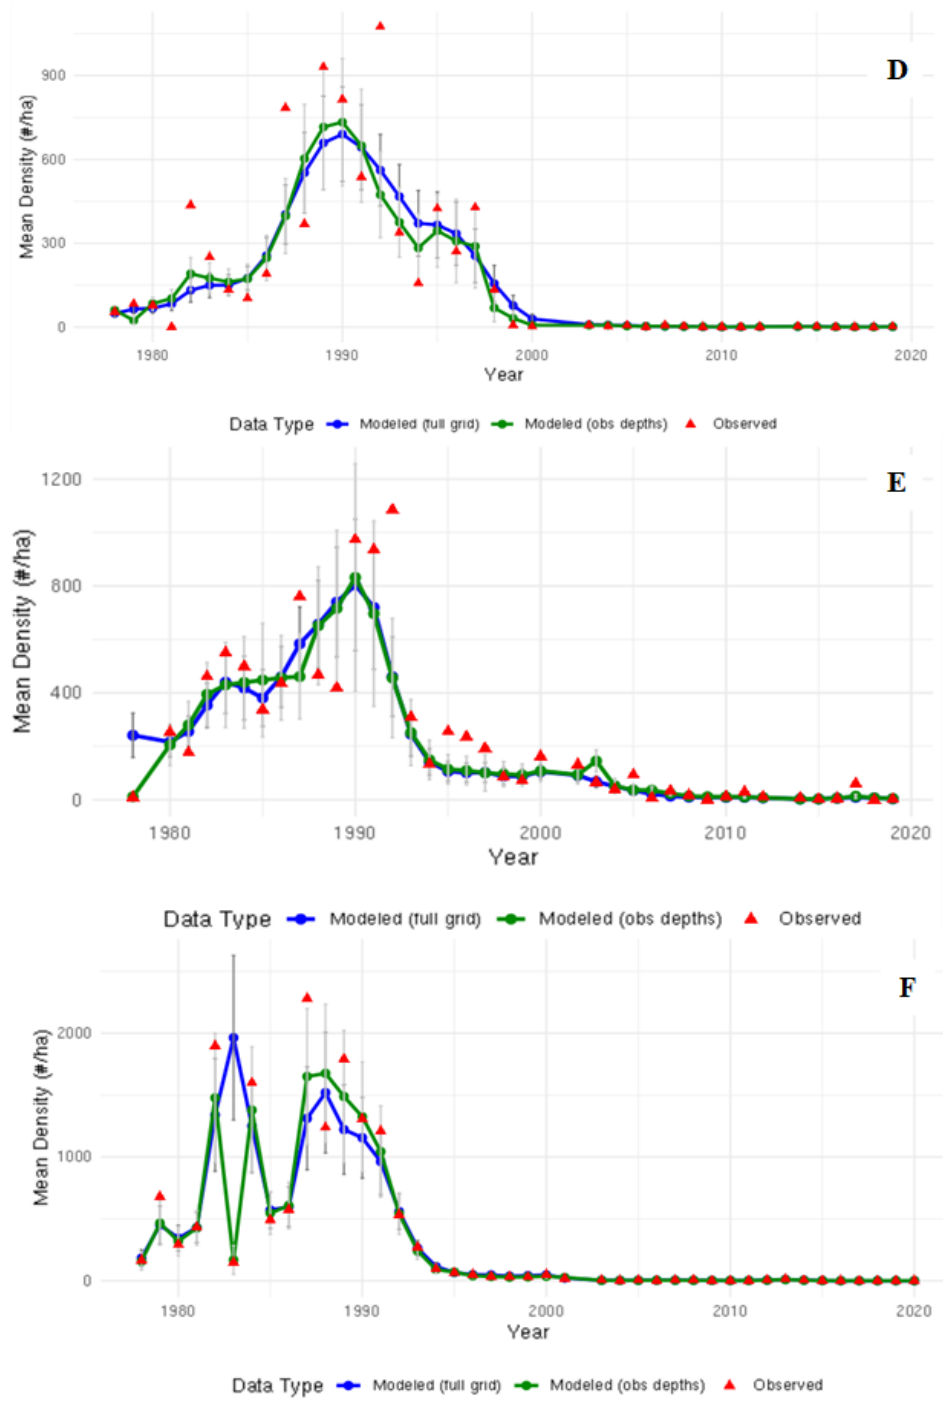 D
900
600
300
0
Mean Density (#/ha)
1980 1990 2000 2010 2020
Year
Data Type Modeled (full grid) Modeled (obs depths) Observed
E
1200
800
400
0
Mean Density (#/ha)
1980 1990 2000 2010 2020
Year
Data Type Modeled (full grid) Modeled (obs depths) Observed
F
2000
1000
0
Mean Density (#/ha)
1980 1990 2000 2010 2020
Year
Data Type Modeled (full grid) Modeled (obs depths) Observed